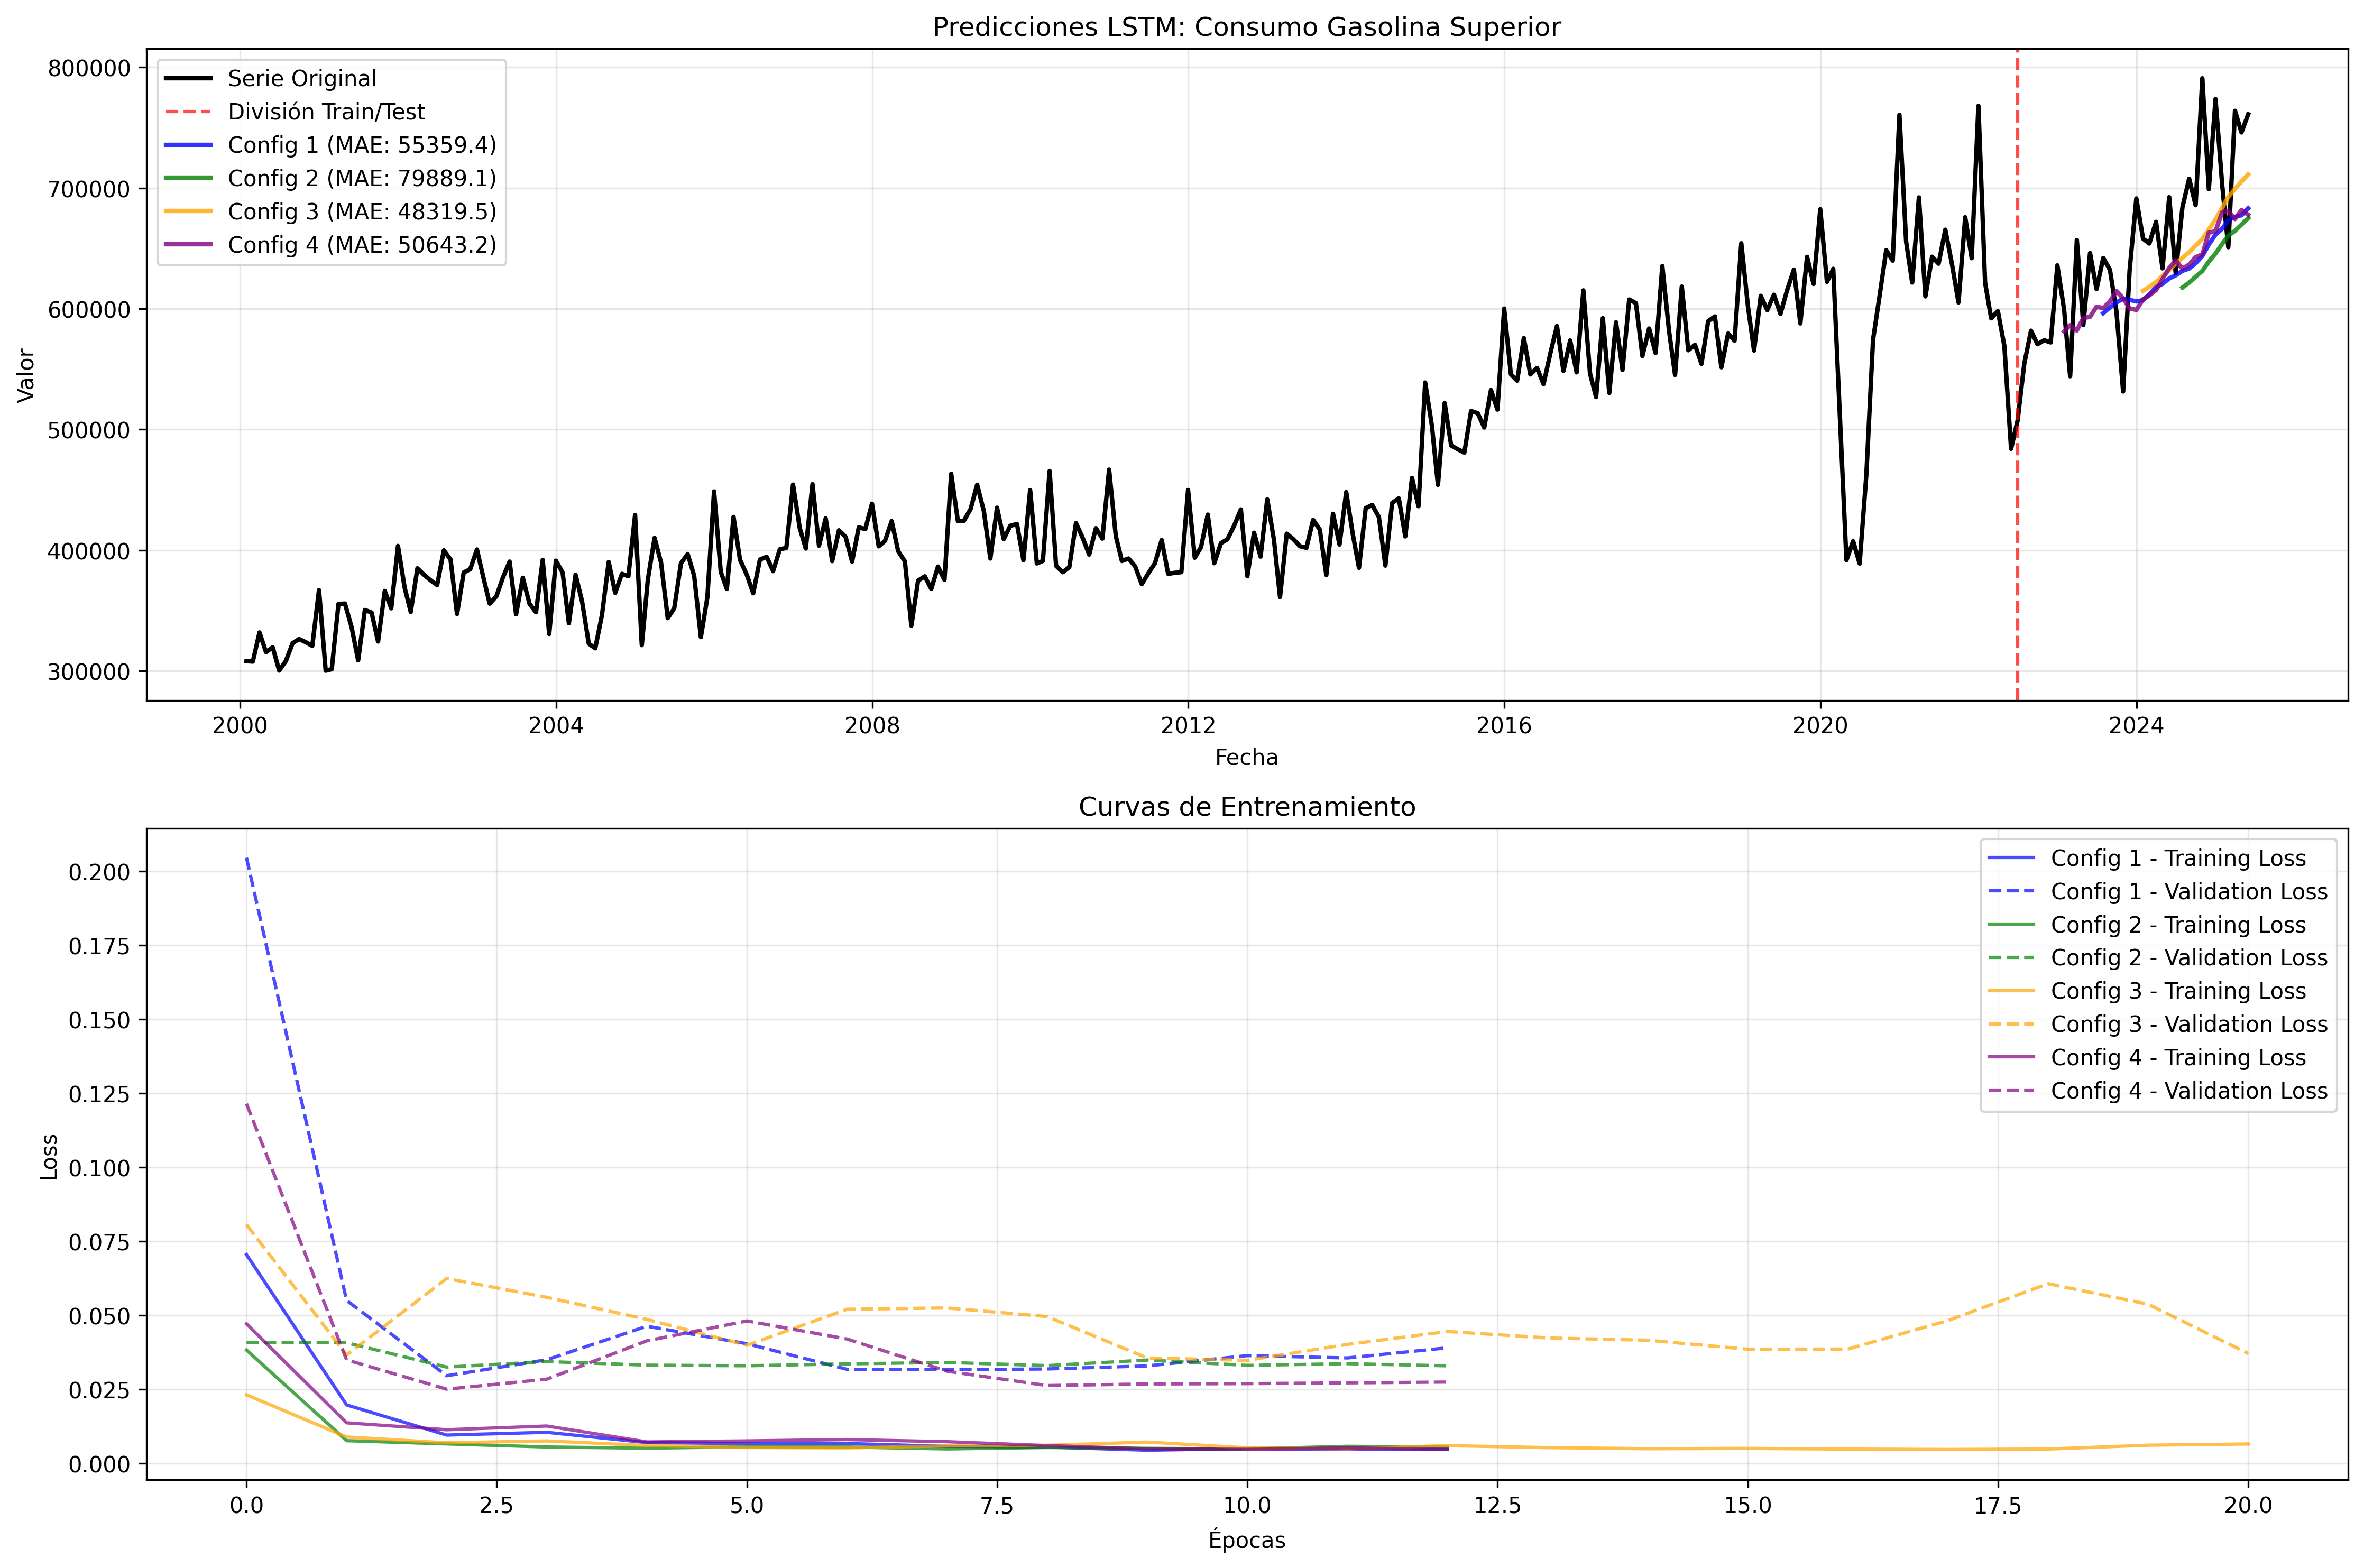 Predicciones LSTM: Consumo Gasolina Superior
Serie Original
División Train/Test
Config 1 (MAE: 55359.4)
Config 2 (MAE: 79889.1)
Config 3 (MAE: 48319.5)
Config 4 (MAE: 50643.2)
Valor
800000
700000
600000
500000
400000
300000
2000 2004 2008 2012 2016 2020 2024
Fecha
Curvas de Entrenamiento
Config 1 - Training Loss
Config 1 - Validation Loss
Config 2 - Training Loss
Config 2 - Validation Loss
Config 3 - Training Loss
Config 3 - Validation Loss
Config 4 - Training Loss
Config 4 - Validation Loss
Loss
0.200
0.175
0.150
0.125
0.100
0.075
0.050
0.025
0.000
0.0 2.5 5.0 7.5 10.0 12.5 15.0 17.5 20.0
Épocas